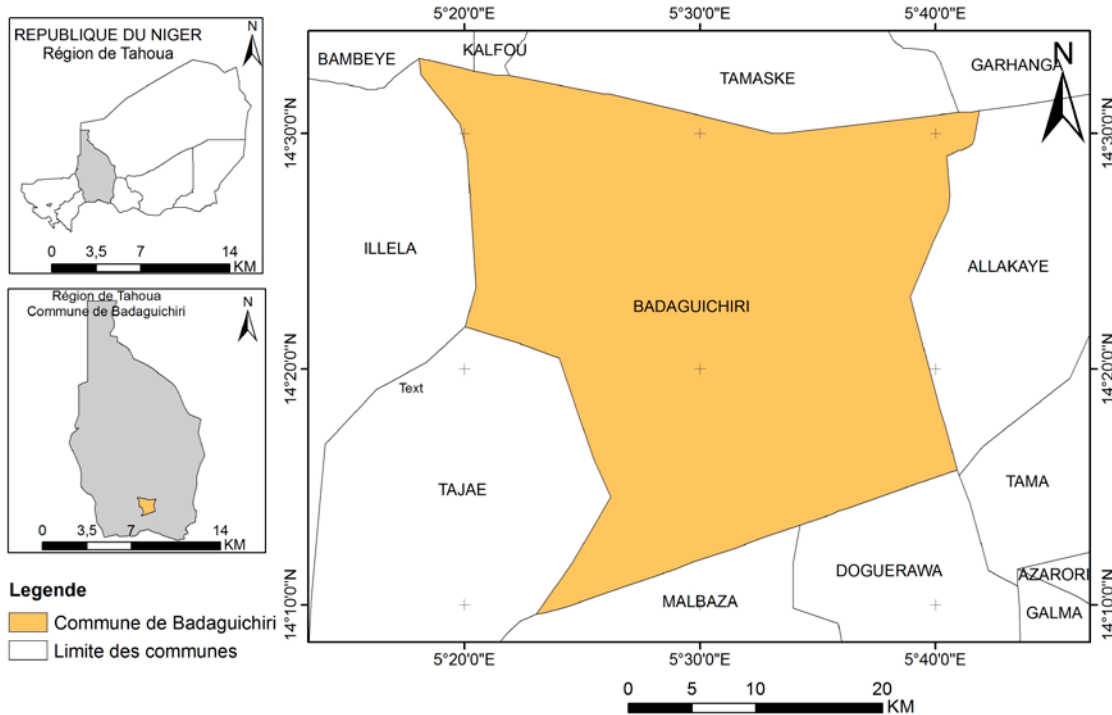 REPUBLIQUE DU NIGER
Région de Tahoua
N
0 3,5 7 14
KM
Région de Tahoua
Commune de Badaguichiri
N
0 3,5 7 14
KM
Legende
Commune de Badaguichiri
Limite des communes
5°20'0"E 5°30'0"E 5°40'0"E
BAMBEYE
KALFOU
TAMASKE
GARHANGA
N
14°30'0"N
14°30'0"N
ILLELA
BADAGUICHIRI
ALLAKAYE
14°20'0"N
14°20'0"N
Text
TAJAE
TAMA
DOGUERAWA
AZARORI
MALBAZA
GALMA
14°10'0"N
14°10'0"N
5°20'0"E 5°30'0"E 5°40'0"E
0 5 10 20
KM